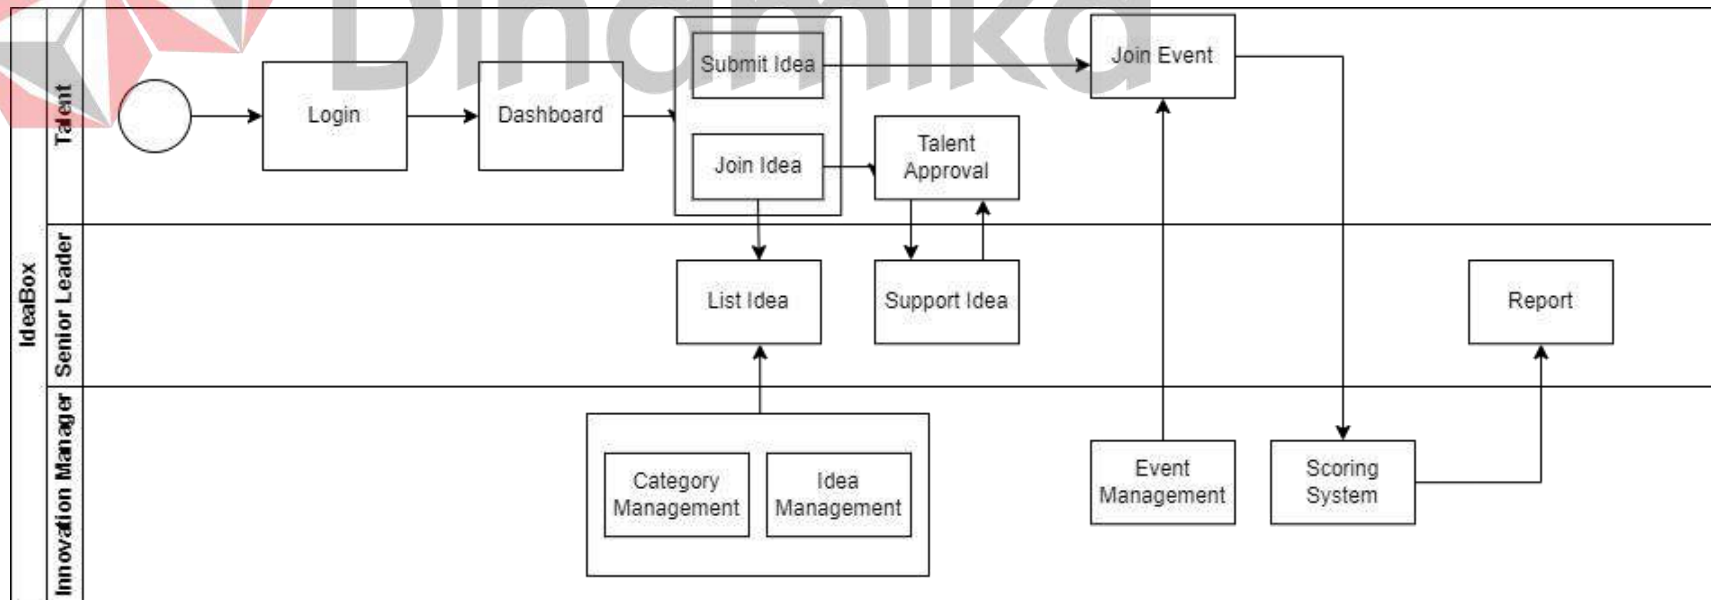 Dinamika
IdeaBox
Talent
Login
Dashboard
Submit Idea
Join Idea
Talent
Approval
Join Event
Senior Leader
List Idea
Support Idea
Report
Innovation Manager
Category
Management
Idea
Management
Event
Management
Scoring
System